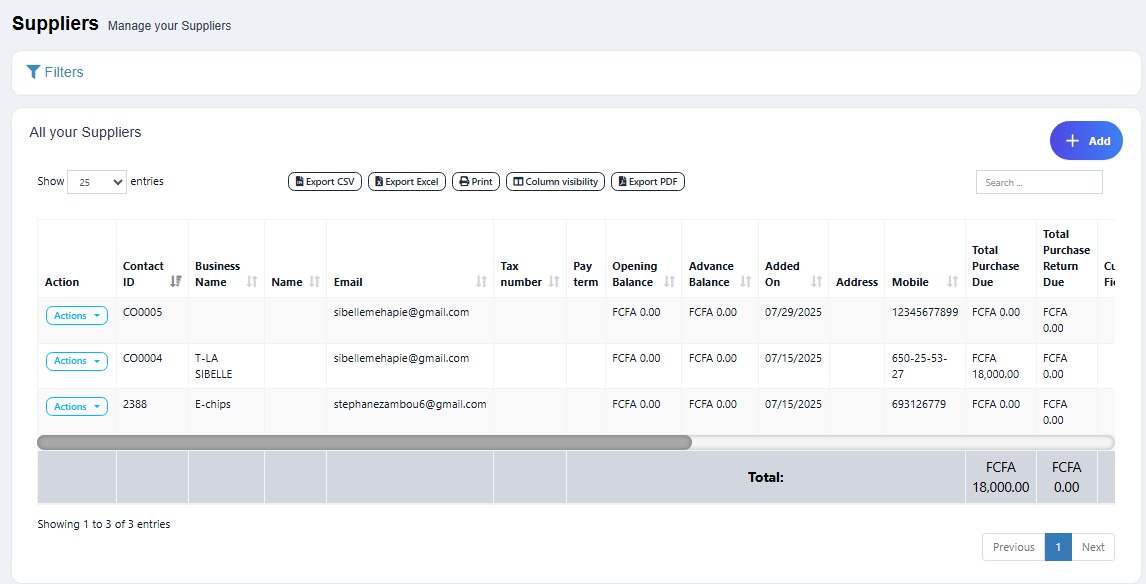 Suppliers Manage your Suppliers
Filters
All your Suppliers
Add
Show 25 entries
Export CSV Export Excel Print Column visibility Export PDF
Search ...
Action
Contact ID
Business Name
Name
Email
Tax number
Pay term
Opening Balance
Advance Balance
Added On
Address
Mobile
Total Purchase Due
Total Purchase Return Due
Actions CO0005 sibellemehapie@gmail.com FCFA 0.00 FCFA 0.00 07/29/2025 12345677899 FCFA 0.00 FCFA 0.00
Actions CO0004 T-LA SIBELLE sibellemehapie@gmail.com FCFA 0.00 FCFA 0.00 07/15/2025 650-25-53-27 FCFA 18,000.00 FCFA 0.00
Actions 2388 E-chips stephanezambou6@gmail.com FCFA 0.00 FCFA 0.00 07/15/2025 693126779 FCFA 0.00 FCFA 0.00
Total: FCFA 18,000.00 FCFA 0.00
Showing 1 to 3 of 3 entries
Previous 1 Next